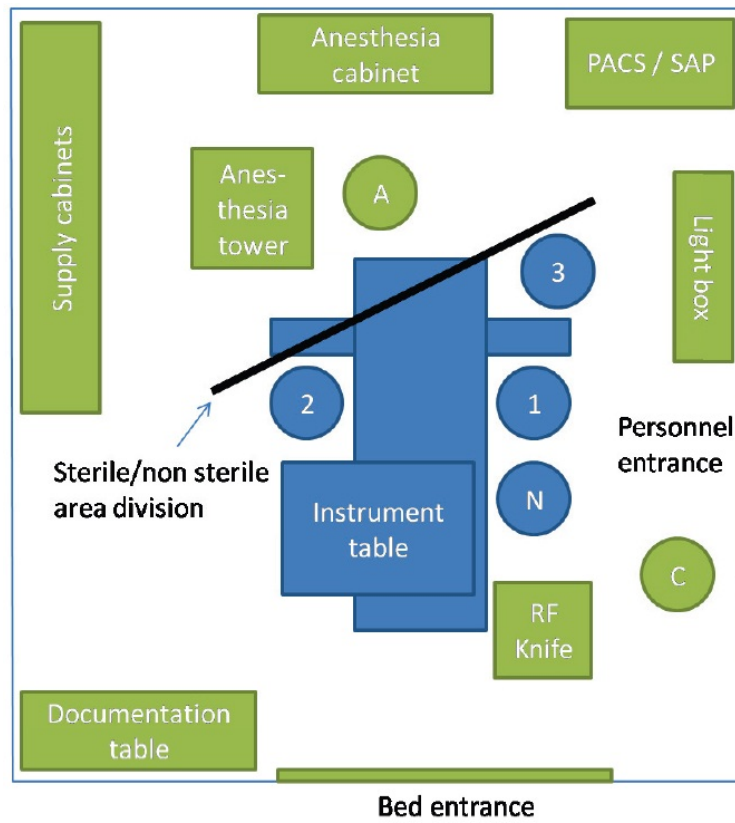 Anesthesia
cabinet
PACS / SAP
Supply cabinets
Anes-
thesia
tower
A
Light box
3
2
1
Personnel
entrance
Sterile/non sterile
area division
Instrument
table
N
C
RF
Knife
Documentation
table
Bed entrance